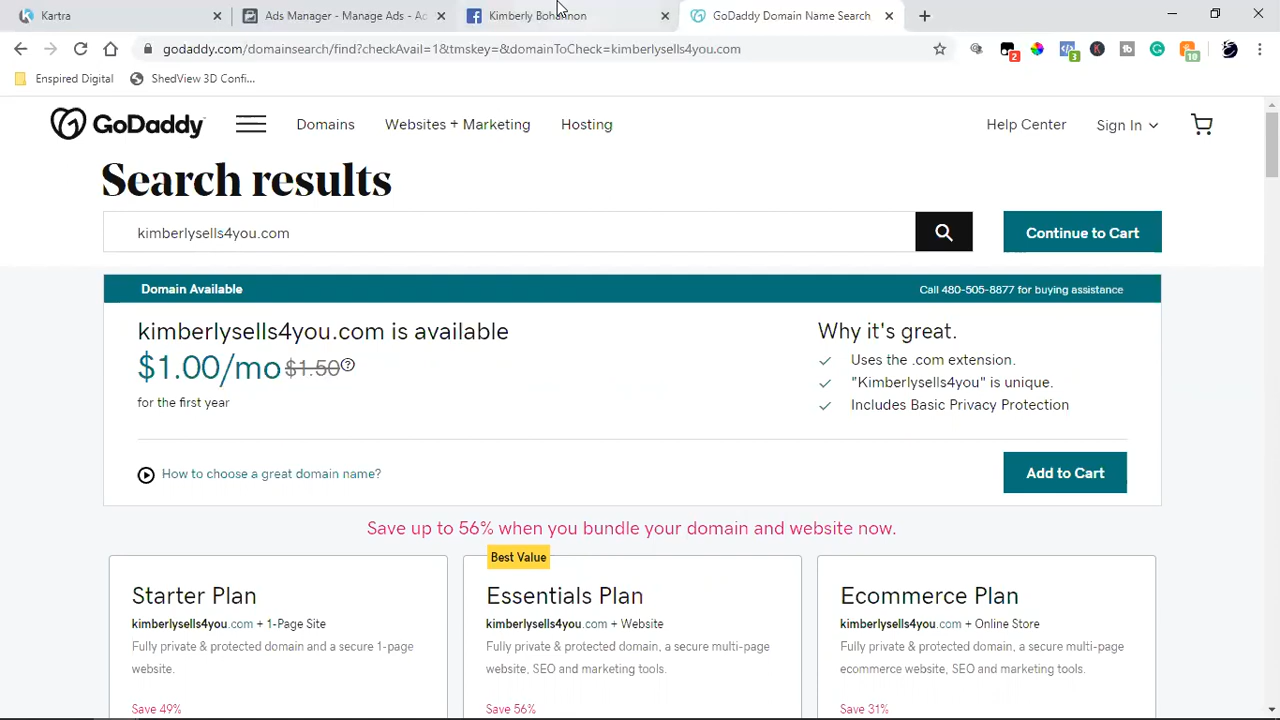 Kartra
Ads Manager - Manage Ads - Ac
Kimberly Bohannon
GoDaddy Domain Name Search
godaddy.com/domainsearch/find?checkAvail=1&tmskey=&domainToCheck=kimberlysells4you.com
2
3
10
Enspired Digital
ShedView 3D Confi...
GoDaddy
Domains
Websites + Marketing
Hosting
Help Center
Sign In
Search results
kimberlysells4you.com
Continue to Cart
Domain Available
Call 480-505-8877 for buying assistance
kimberlysells4you.com is available
$1.00/mo $1.50
for the first year
Why it's great.
Uses the .com extension.
"Kimberlysells4you" is unique.
Includes Basic Privacy Protection
How to choose a great domain name?
Add to Cart
Save up to 56% when you bundle your domain and website now.
Starter Plan
kimberlysells4you.com + 1-Page Site
Fully private & protected domain and a secure 1-page
website.
Save 49%
Best Value
Essentials Plan
kimberlysells4you.com + Website
Fully private & protected domain, a secure multi-page
website, SEO and marketing tools.
Save 56%
Ecommerce Plan
kimberlysells4you.com + Online Store
Fully private & protected domain, a secure multi-page
ecommerce website, SEO and marketing tools.
Save 31%